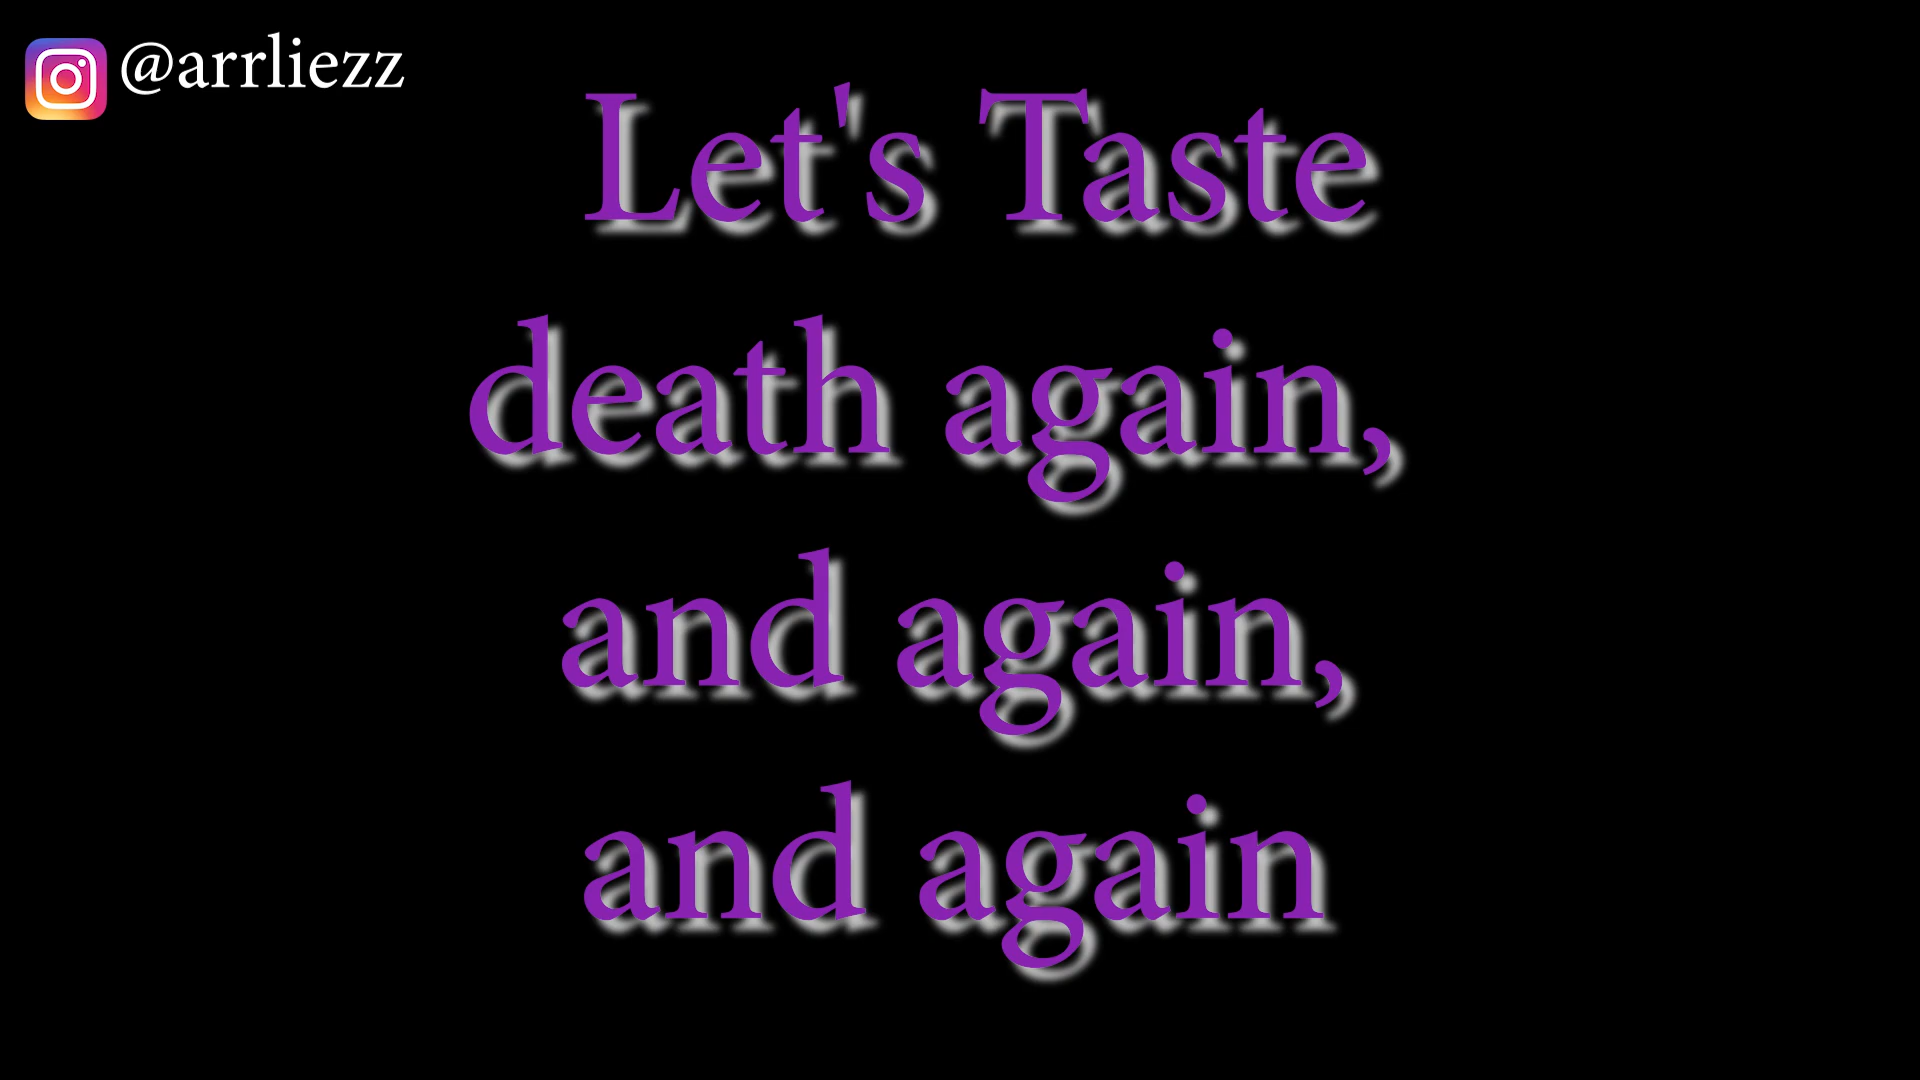 @arrliezz
Let's Taste
death again,
and again,
and again